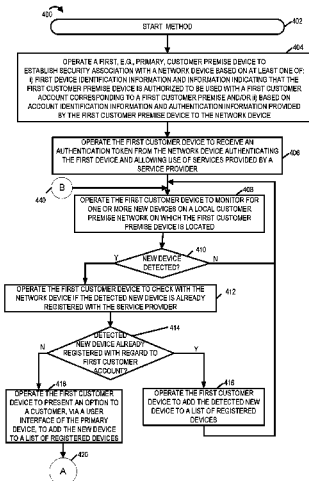 400
START METHOD
402
404
OPERATE A FIRST, E.G., PRIMARY, CUSTOMER PREMISE DEVICE TO
ESTABLISH SECURITY ASSOCIATION WITH A NETWORK DEVICE BASED ON AT LEAST ONE OF:
i) FIRST DEVICE IDENTIFICATION INFORMATION AND INFORMATION INDICATING THAT THE
FIRST CUSTOMER PREMISE DEVICE IS AUTHORIZED TO BE USED WITH A FIRST CUSTOMER
ACCOUNT CORRESPONDING TO A FIRST CUSTOMER PREMISE AND/OR ii) BASED ON
ACCOUNT IDENTIFICATION INFORMATION AND AUTHENTICATION INFORMATION PROVIDED
BY THE FIRST CUSTOMER PREMISE DEVICE TO THE NETWORK DEVICE
OPERATE THE FIRST CUSTOMER DEVICE TO RECEIVE AN
AUTHENTICATION TOKEN FROM THE NETWORK DEVICE AUTHENTICATING
THE FIRST DEVICE AND ALLOWING USE OF SERVICES PROVIDED BY A
SERVICE PROVIDER
406
B
440
408
OPERATE THE FIRST CUSTOMER DEVICE TO MONITOR FOR
ONE OR MORE NEW DEVICES ON A LOCAL CUSTOMER
PREMISE NETWORK ON WHICH THE FIRST CUSTOMER
PREMISE DEVICE IS LOCATED
410
Y
NEW DEVICE
DETECTED?
N
OPERATE THE FIRST CUSTOMER DEVICE TO CHECK WITH THE
NETWORK DEVICE IF THE DETECTED NEW DEVICE IS ALREADY
REGISTERED WITH THE SERVICE PROVIDER
412
414
N
DETECTED
NEW DEVICE ALREADY
REGISTERED WITH REGARD TO
FIRST CUSTOMER
ACCOUNT?
Y
418
OPERATE THE FIRST CUSTOMER
DEVICE TO PRESENT AN OPTION TO
A CUSTOMER, VIA A USER
INTERFACE OF THE PRIMARY
DEVICE, TO ADD THE NEW DEVICE
TO A LIST OF REGISTERED DEVICES
416
OPERATE THE FIRST CUSTOMER
DEVICE TO ADD THE DETECTED NEW
DEVICE TO A LIST OF REGISTERED
DEVICES
420
A